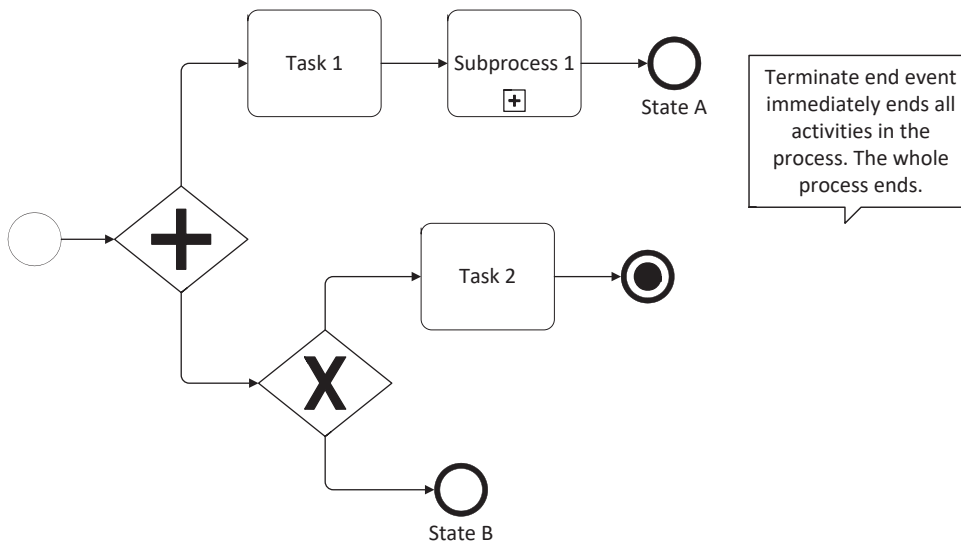 Task 1
Subprocess 1
State A
Terminate end event
immediately ends all
activities in the
process. The whole
process ends.
Task 2
X
State B